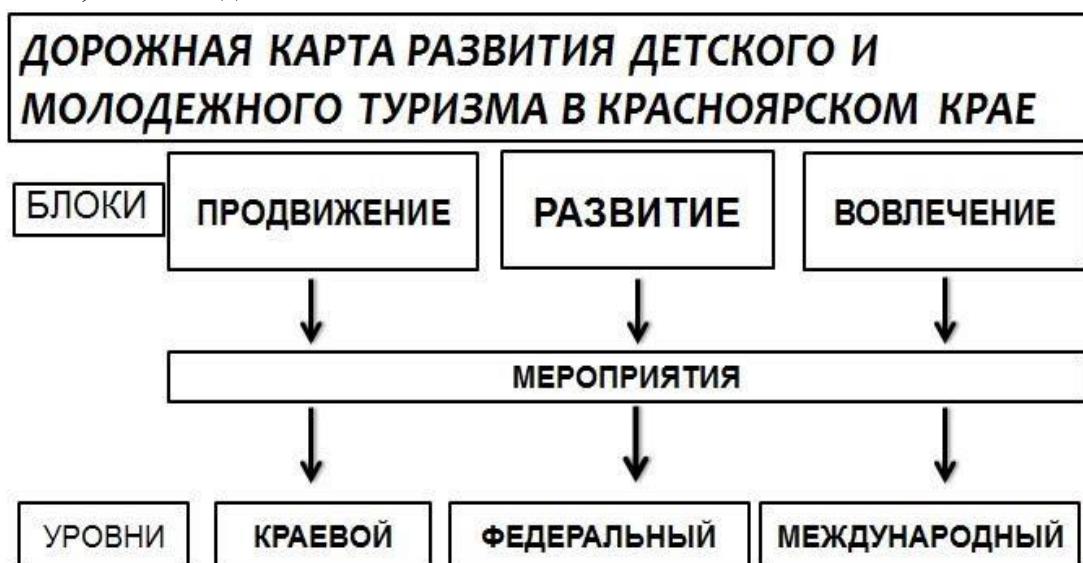 ДОРОЖНАЯ КАРТА РАЗВИТИЯ ДЕТСКОГО И
МОЛОДЕЖНОГО ТУРИЗМА В КРАСНОЯРСКОМ КРАЕ
БЛОКИ ПРОДВИЖЕНИЕ РАЗВИТИЕ ВОВЛЕЧЕНИЕ
МЕРОПРИЯТИЯ
УРОВНИ КРАЕВОЙ ФЕДЕРАЛЬНЫЙ МЕЖДУНАРОДНЫЙ